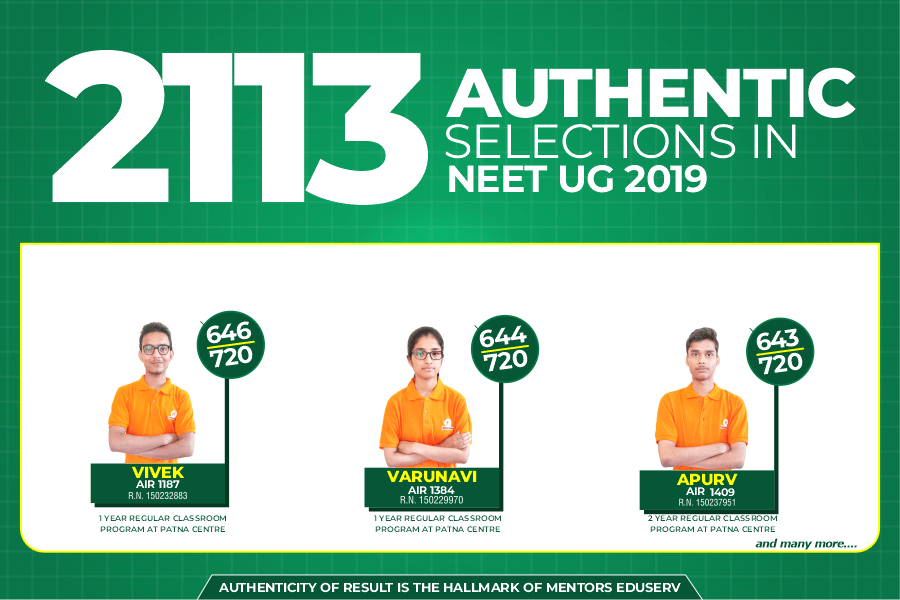 2113
AUTHENTIC
SELECTIONS IN
NEET UG 2019
646
720
644
720
643
720
VIVEK
AIR 1187
R.N. 150232883
1 YEAR REGULAR CLASSROOM
PROGRAM AT PATNA CENTRE
VARUNAVI
AIR 1384
R.N. 150229970
1 YEAR REGULAR CLASSROOM
PROGRAM AT PATNA CENTRE
APURV
AIR 1409
R.N. 150237951
2 YEAR REGULAR CLASSROOM
PROGRAM AT PATNA CENTRE
and many more....
AUTHENTICITY OF RESULT IS THE HALLMARK OF MENTORS EDUSERV